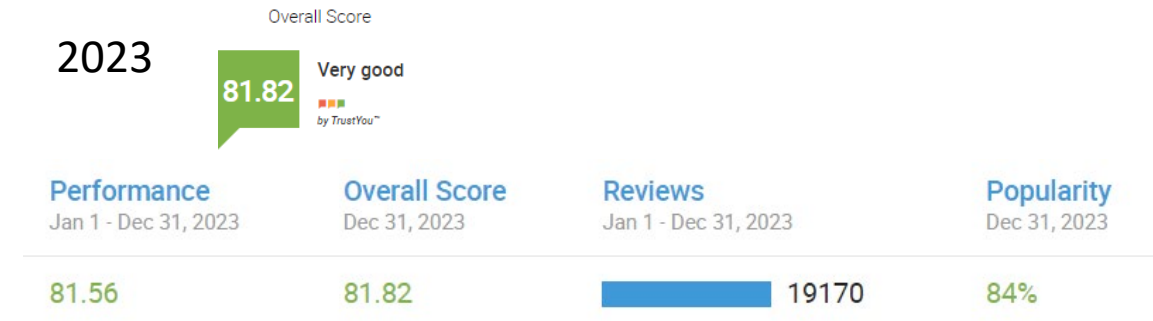 Overall Score
2023
81.82
Very good
by TrustYou™
Performance Overall Score Reviews Popularity
Jan 1 - Dec 31, 2023 Dec 31, 2023 Jan 1 - Dec 31, 2023 Dec 31, 2023
81.56 81.82 19170 84%